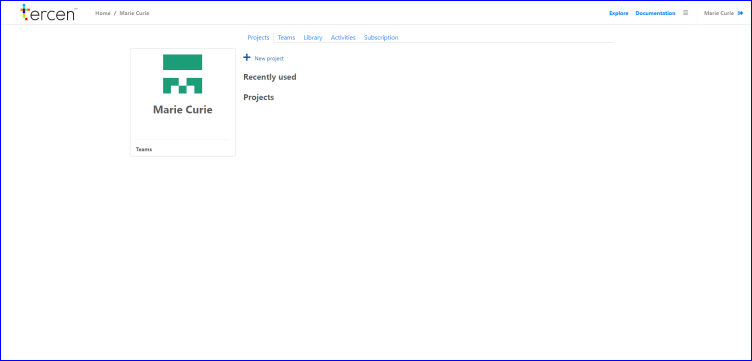 tercen
Home / Marie Curie
Explore Documentation Marie Curie
Projects Teams Library Activities Subscription
New project
Recently used
Projects
Marie Curie
Teams